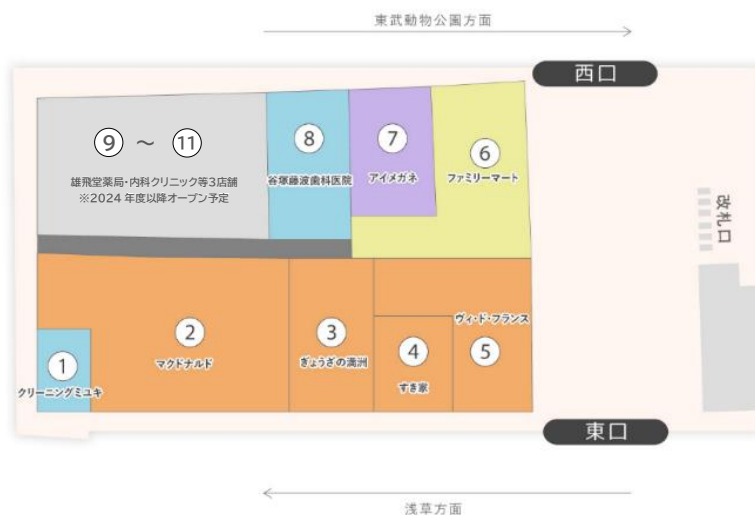 東武動物公園方面
西口
⑨ ～ ⑪
雄飛堂薬局・内科クリニック等3店舗
※2024年度以降オープン予定
⑧
谷塚藤波歯科医院
⑦
アイメガネ
⑥
ファミリーマート
改札口
①
クリーニングミユキ
②
マクドナルド
③
ぎょうざの満洲
④
すき家
ヴィ・ド・フランス
⑤
東口
浅草方面